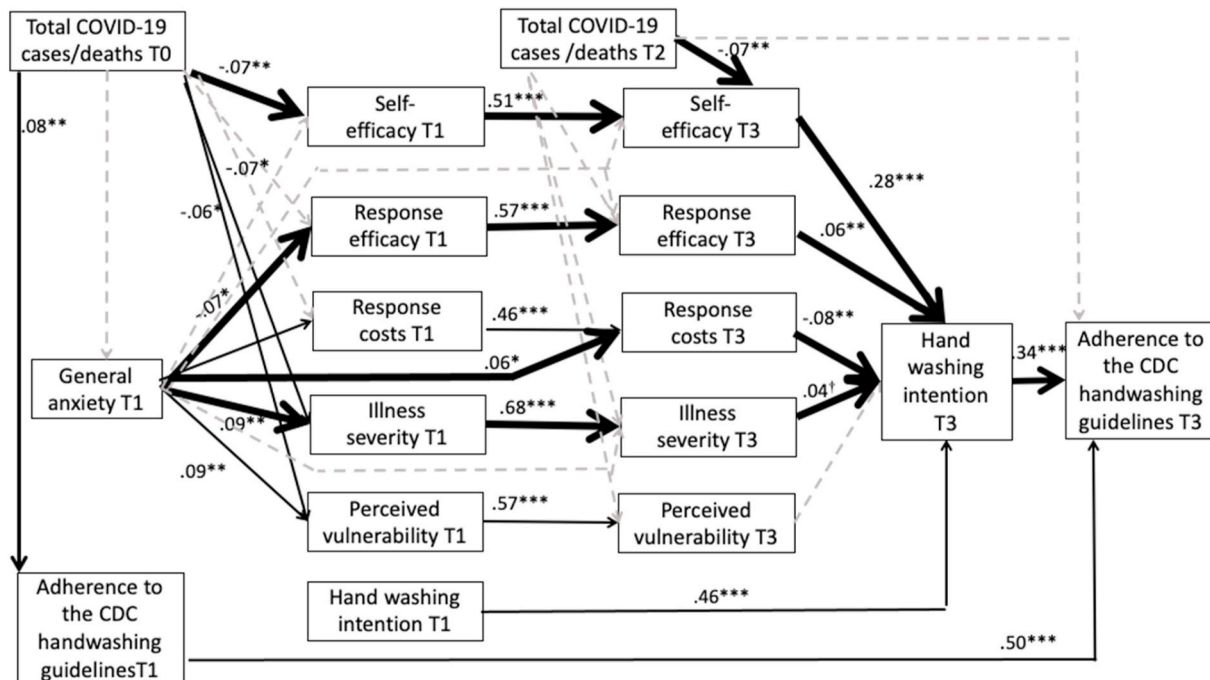 Total COVID-19
cases/deaths T0
Total COVID-19
cases /deaths T2
-.07**
-.07**
.08**
Self-
efficacy T1
.51***
Self-
efficacy T3
-.07*
-.06*
.28***
Response
efficacy T1
.57***
Response
efficacy T3
.06**
-.07*
Response
costs T1
.46***
Response
costs T3
-.08**
Hand
washing
intention
T3
.34***
Adherence to
the CDC
handwashing
guidelines T3
General
anxiety T1
.06*
.04†
.09**
Illness
severity T1
.68***
Illness
severity T3
.09**
Perceived
vulnerability T1
.57***
Perceived
vulnerability T3
Adherence to
the CDC
handwashing
guidelinesT1
Hand washing
intention T1
.46***
.50***